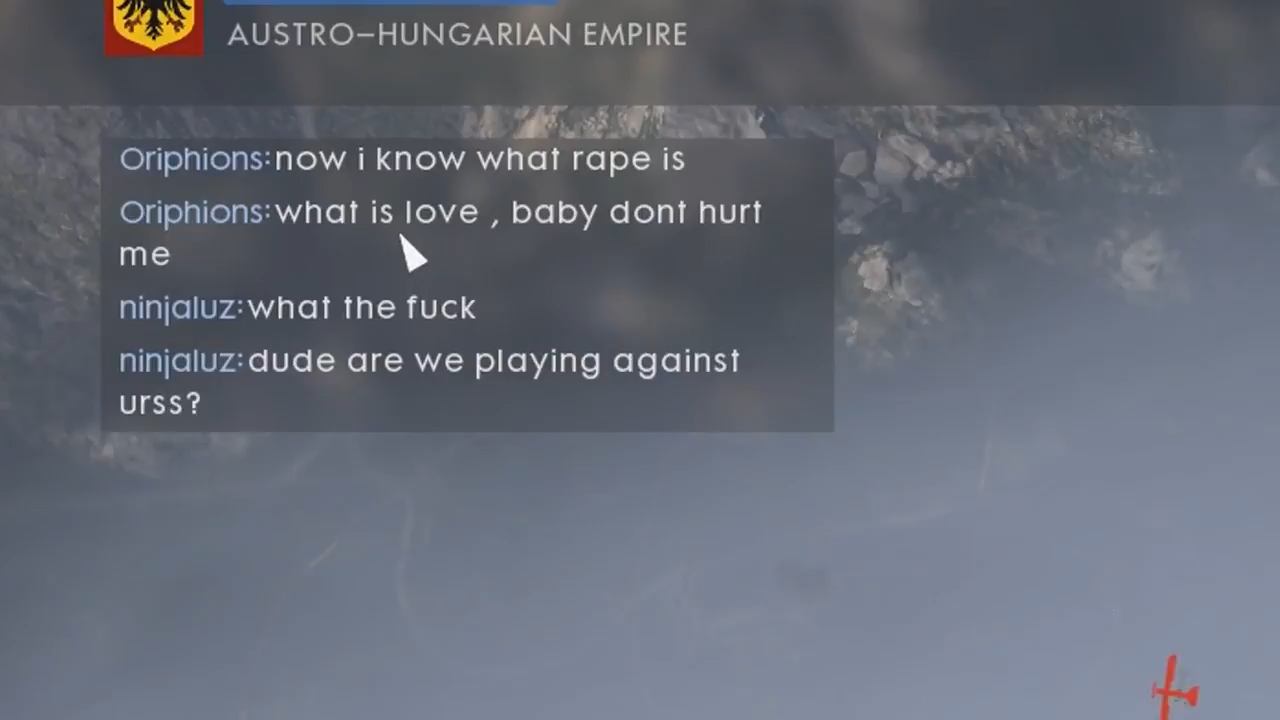 AUSTRO-HUNGARIAN EMPIRE
Oriphions:now i know what rape is
Oriphions:what is love , baby dont hurt
me
ninjaluz:what the fuck
ninjaluz:dude are we playing against
urss?